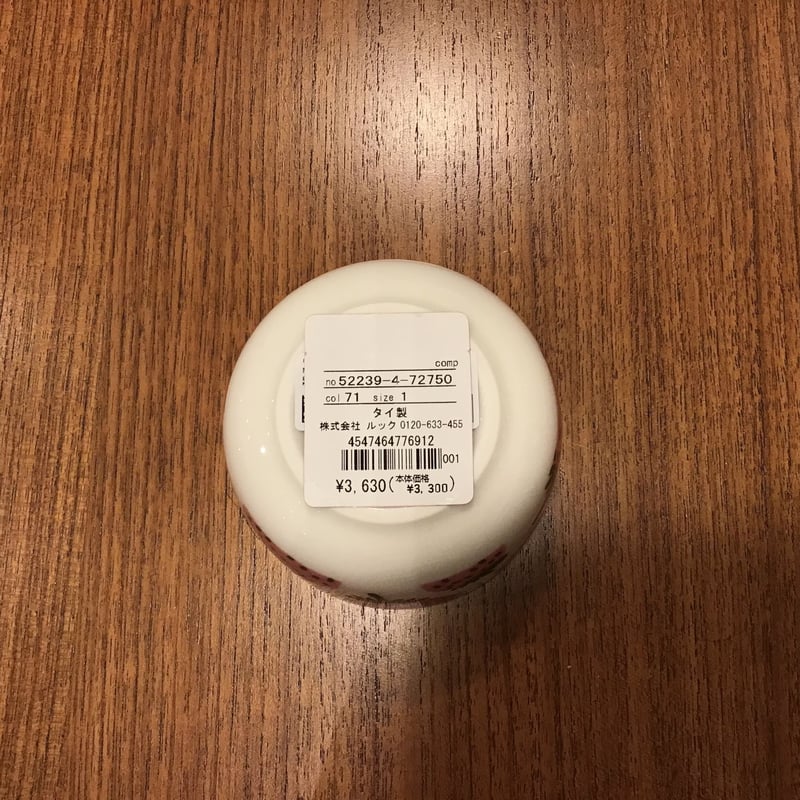 comp
no 52239-4-72750
col 71 size 1
タイ製
株式会社 ルック 0120-633-455
4547464776912
001
¥3,630(本体価格 ¥3,300)